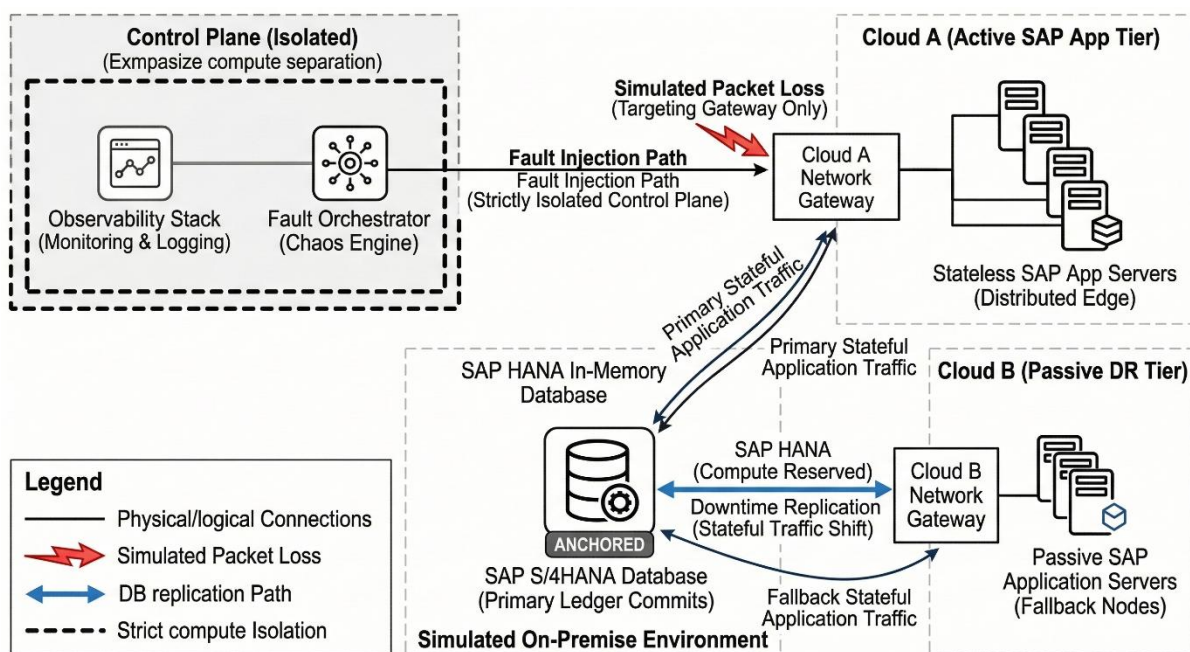 Control Plane (Isolated)
(Exmpasize compute separation)
Observability Stack
(Monitoring & Logging)
Fault Orchestrator
(Chaos Engine)
Fault Injection Path
Fault Injection Path
(Strictly Isolated Control Plane)
Simulated Packet Loss
(Targeting Gateway Only)
Cloud A
Network
Gateway
Cloud A (Active SAP App Tier)
Stateless SAP App Servers
(Distributed Edge)
Primary Stateful
Application Traffic
Primary Stateful
Application Traffic
SAP HANA In-Memory
Database
ANCHORED
SAP S/4HANA Database
(Primary Ledger Commits)
Simulated On-Premise Environment
SAP HANA
(Compute Reserved)
Downtime Replication
(Stateful Traffic Shift)
Fallback Stateful
Application Traffic
Cloud B (Passive DR Tier)
Cloud B
Network
Gateway
Passive SAP
Application Servers
(Fallback Nodes)
Legend
Physical/logical Connections
Simulated Packet Loss
DB replication Path
Strict compute Isolation